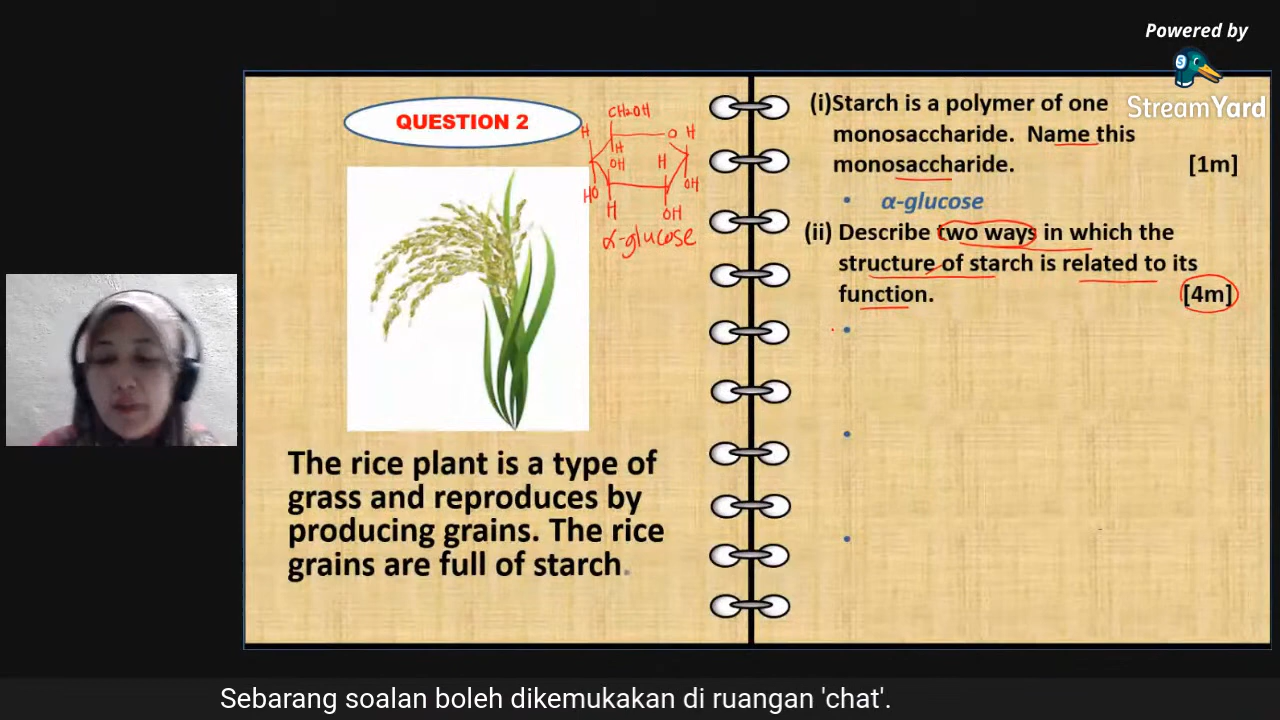 Powered by
StreamYard
QUESTION 2
CH2OH
H
O H
H
OH
H
HO
OH
H
OH
α-glucose
The rice plant is a type of
grass and reproduces by
producing grains. The rice
grains are full of starch.
(i)Starch is a polymer of one
monosaccharide. Name this
monosaccharide. [1m]
• α-glucose
(ii) Describe two ways in which the
structure of starch is related to its
function. [4m]
Sebarang soalan boleh dikemukakan di ruangan 'chat'.